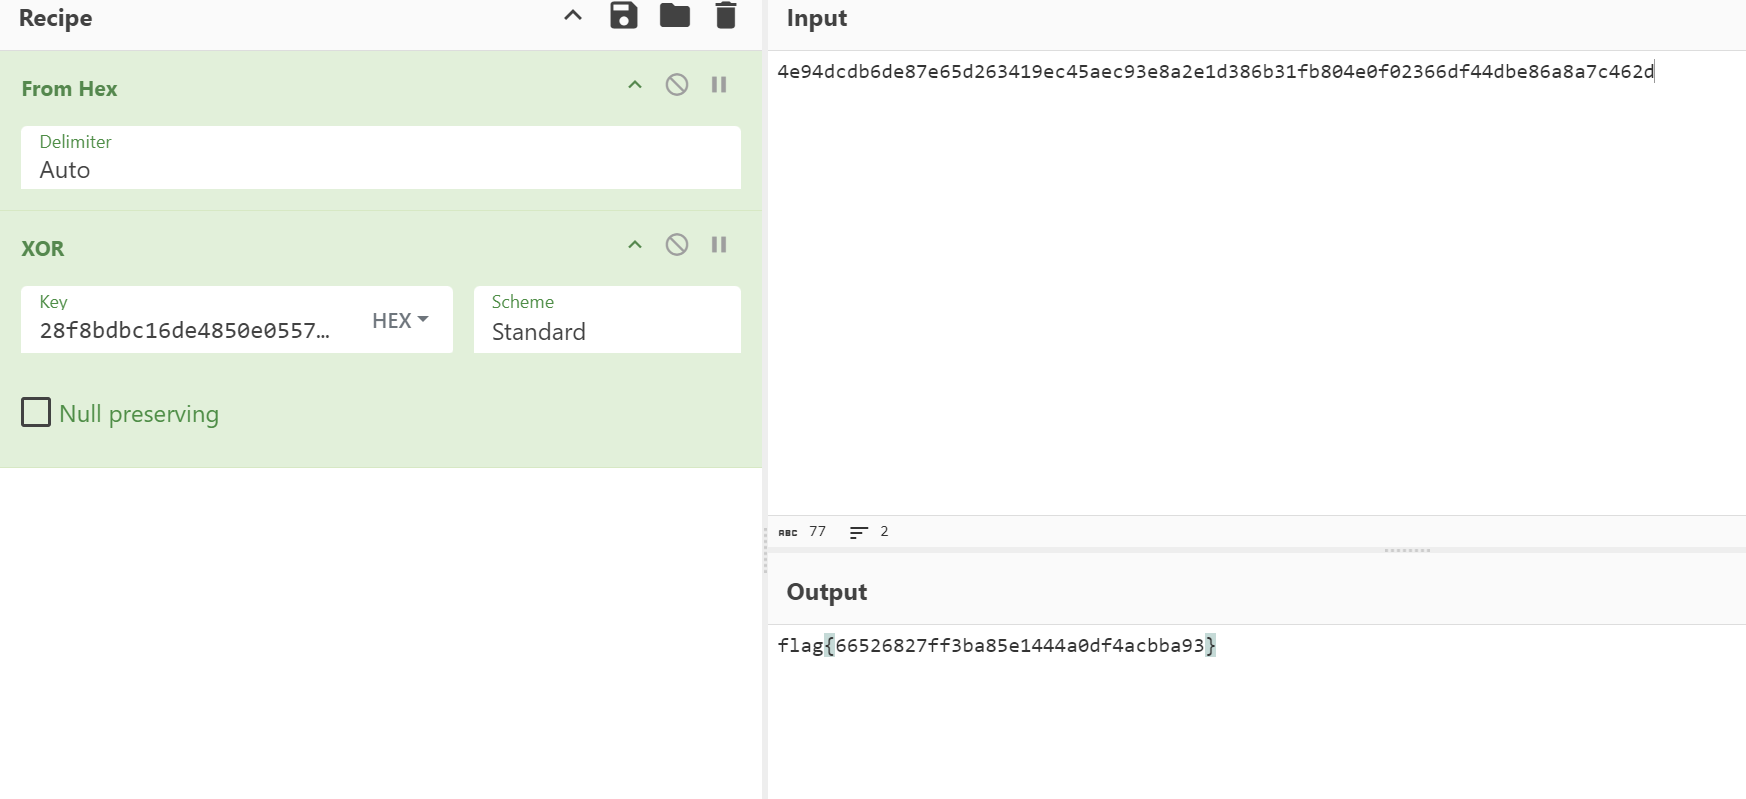 Recipe
From Hex
Delimiter
Auto
XOR
Key
28f8bdbc16de4850e0557...
HEX
Scheme
Standard
Null preserving
Input
4e94dcdb6de87e65d263419ec45aec93e8a2e1d386b31fb804e0f02366df44dbe86a8a7c462d
ABC 77 2
Output
flag{66526827ff3ba85e1444a0df4acbba93}